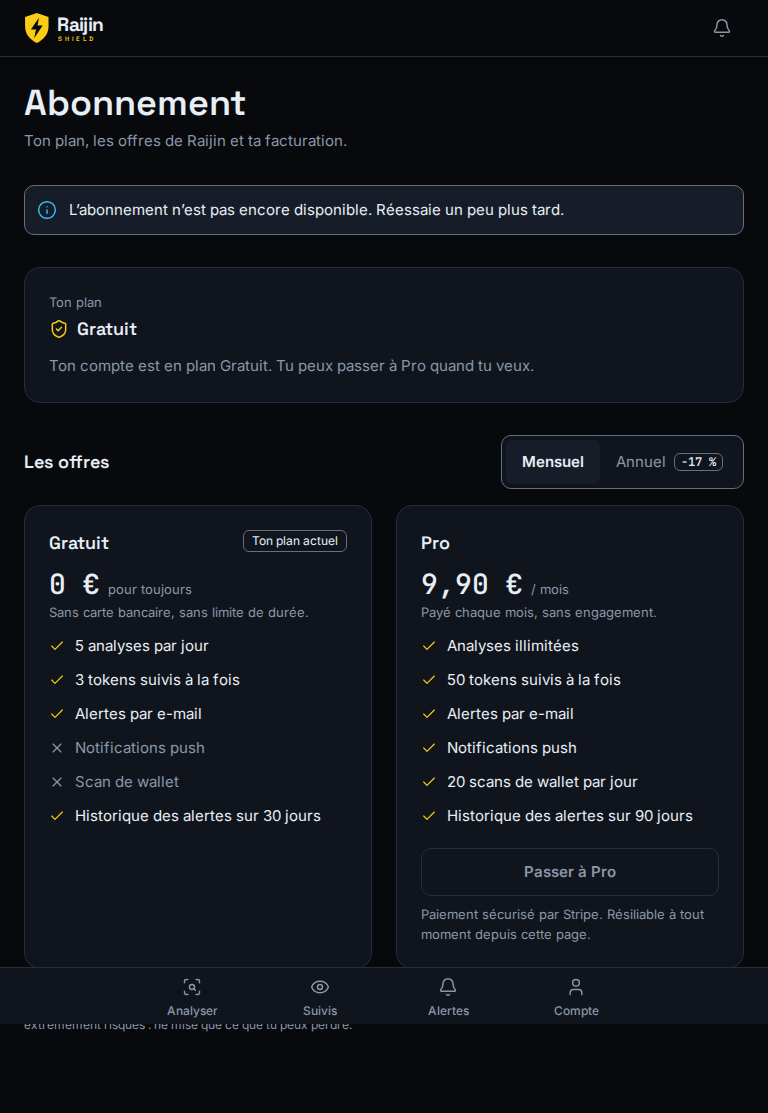 Raijin
SHIELD
Abonnement
Ton plan, les offres de Raijin et ta facturation.
L’abonnement n’est pas encore disponible. Réessaie un peu plus tard.
Ton plan
Gratuit
Ton compte est en plan Gratuit. Tu peux passer à Pro quand tu veux.
Les offres
Mensuel
Annuel -17 %
Gratuit
Ton plan actuel
0 € pour toujours
Sans carte bancaire, sans limite de durée.
5 analyses par jour
3 tokens suivis à la fois
Alertes par e-mail
Notifications push
Scan de wallet
Historique des alertes sur 30 jours
Pro
9,90 € / mois
Payé chaque mois, sans engagement.
Analyses illimitées
50 tokens suivis à la fois
Alertes par e-mail
Notifications push
20 scans de wallet par jour
Historique des alertes sur 90 jours
Passer à Pro
Paiement sécurisé par Stripe. Résiliable à tout
moment depuis cette page.
Analyser
Suivis
Alertes
Compte
extrêmement risqués : ne mise que ce que tu peux perdre.